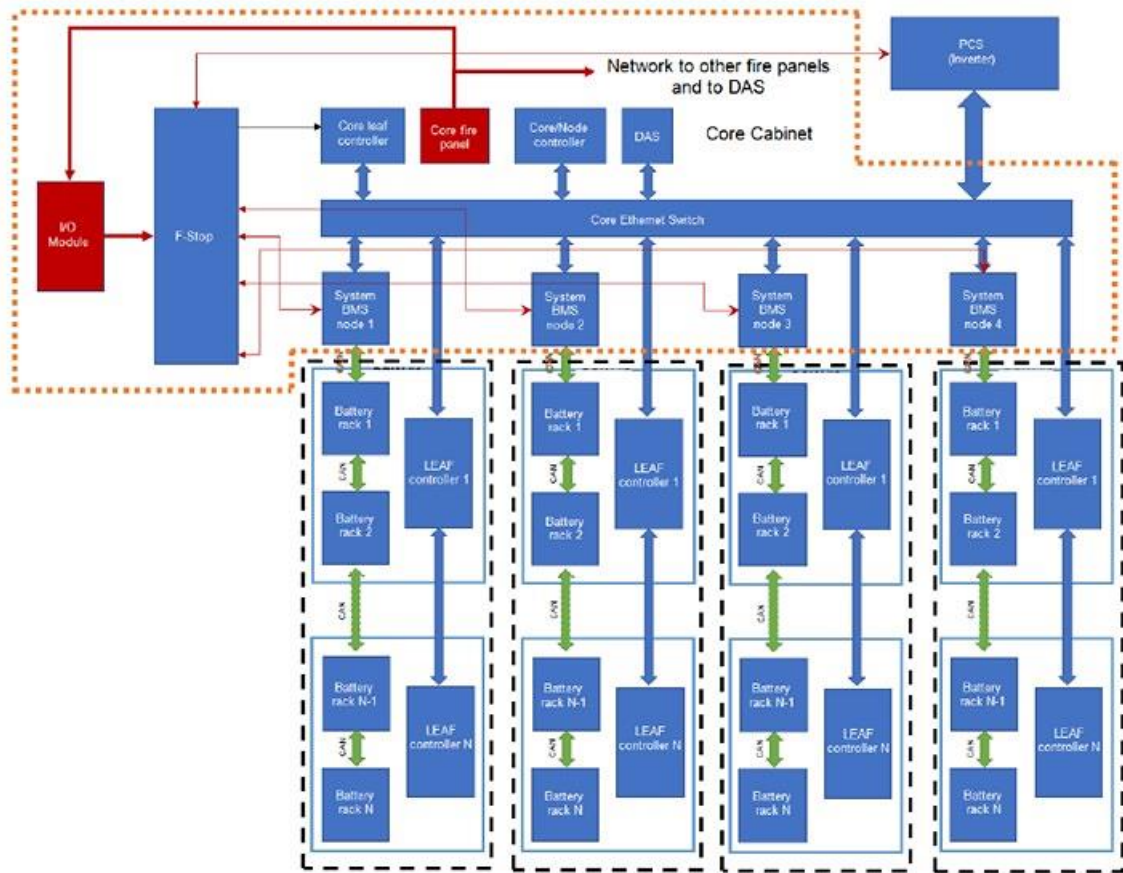 PCS
(Inverter)
Network to other fire panels
and to DAS
Core leaf
controller
Core fire
panel
Core/Node
controller
DAS
Core Cabinet
I/O
Module
F-Stop
Core Ethernet Switch
System
BMS
node 1
System
BMS
node 2
System
BMS
node 3
System
BMS
node 4
CAN
CAN
CAN
CAN
Battery
rack 1
LEAF
controller 1
Battery
rack 1
LEAF
controller 1
Battery
rack 1
LEAF
controller 1
Battery
rack 1
LEAF
controller 1
CAN
CAN
CAN
CAN
Battery
rack 2
Battery
rack 2
Battery
rack 2
Battery
rack 2
CAN
CAN
CAN
CAN
Battery
rack N-1
LEAF
controller N
Battery
rack N-1
LEAF
controller N
Battery
rack N-1
LEAF
controller N
Battery
rack N-1
LEAF
controller N
CAN
CAN
CAN
CAN
Battery
rack N
Battery
rack N
Battery
rack N
Battery
rack N